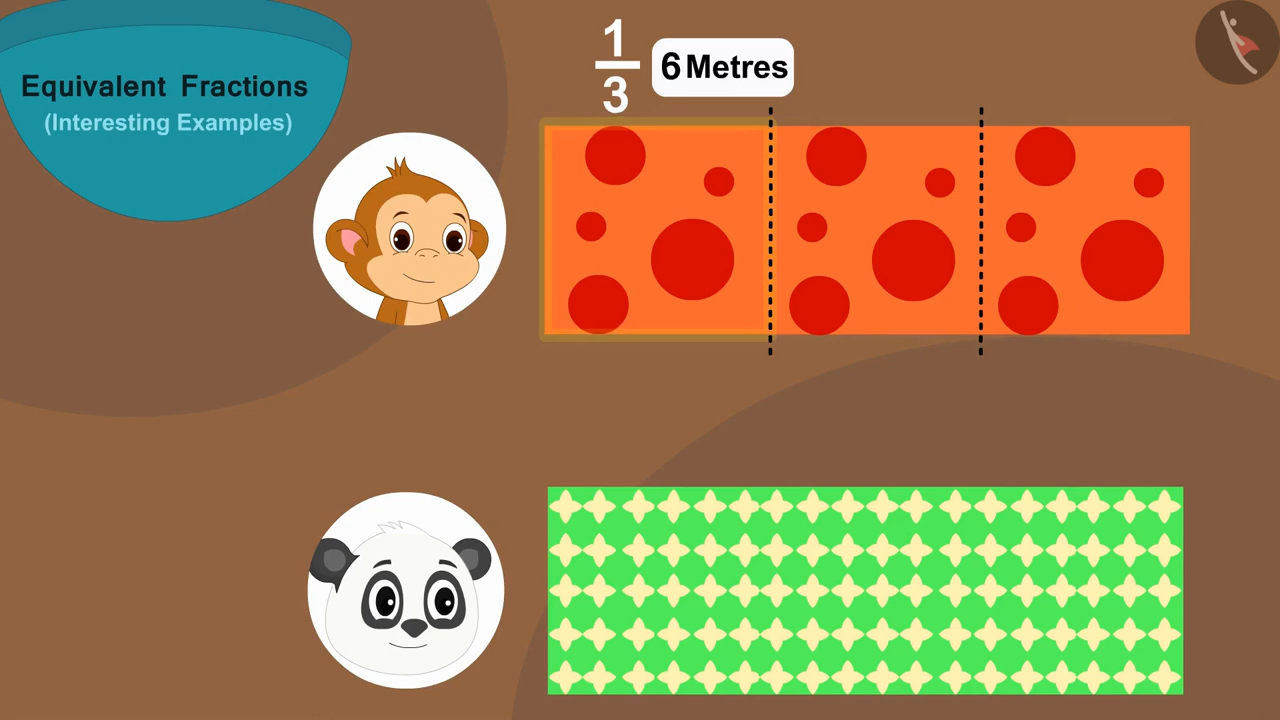 Equivalent Fractions
(Interesting Examples)
1
3
6 Metres